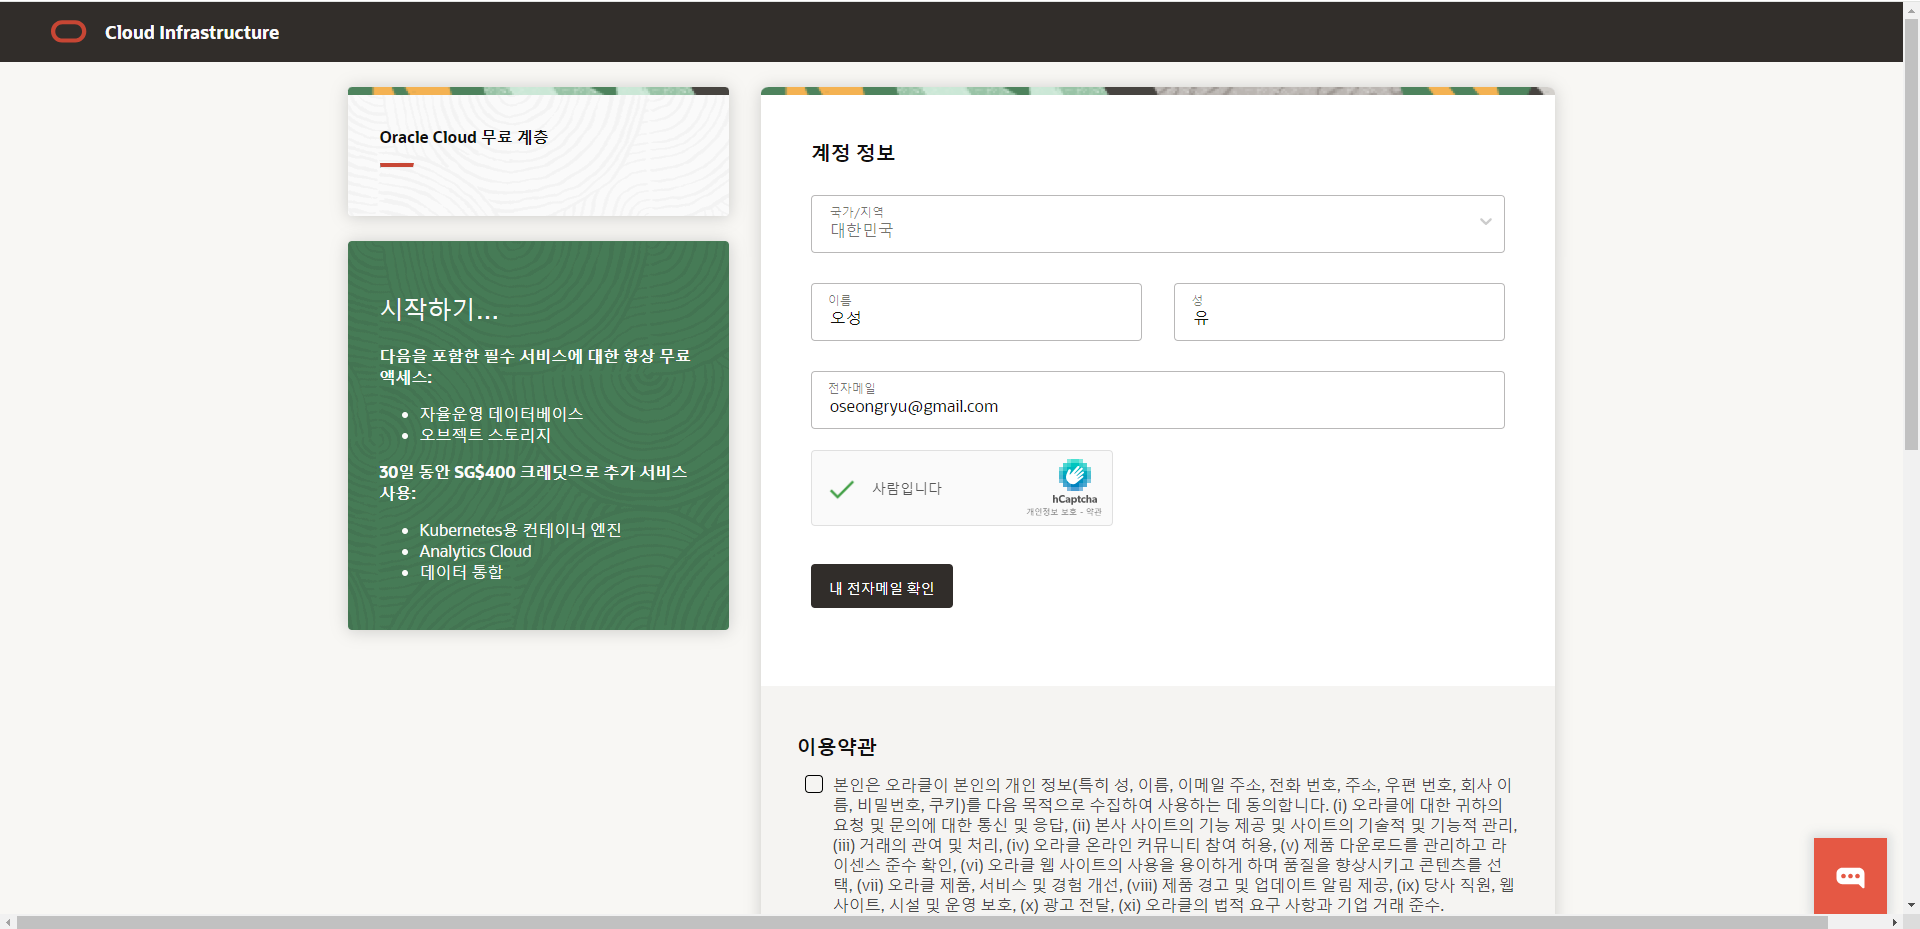 Cloud Infrastructure
Oracle Cloud 무료 계층
시작하기...
다음을 포함한 필수 서비스에 대한 항상 무료
액세스:
자율운영 데이터베이스
오브젝트 스토리지
30일 동안 SG$400 크레딧으로 추가 서비스
사용:
Kubernetes용 컨테이너 엔진
Analytics Cloud
데이터 통합
계정 정보
국가/지역
대한민국
이름
오성
성
유
전자메일
oseongryu@gmail.com
사람입니다
hCaptcha
개인정보 보호 - 약관
내 전자메일 확인
이용약관
본인은 오라클이 본인의 개인 정보(특히 성, 이름, 이메일 주소, 전화 번호, 주소, 우편 번호, 회사 이
름, 비밀번호, 쿠키)를 다음 목적으로 수집하여 사용하는 데 동의합니다. (i) 오라클에 대한 귀하의
요청 및 문의에 대한 통신 및 응답, (ii) 본사 사이트의 기능 제공 및 사이트의 기술적 및 기능적 관리,
(iii) 거래의 관여 및 처리, (iv) 오라클 온라인 커뮤니티 참여 허용, (v) 제품 다운로드를 관리하고 라
이센스 준수 확인, (vi) 오라클 웹 사이트의 사용을 용이하게 하며 품질을 향상시키고 콘텐츠를 선
택, (vii) 오라클 제품, 서비스 및 경험 개선, (viii) 제품 경고 및 업데이트 알림 제공, (ix) 당사 직원, 웹
사이트, 시설 및 운영 보호, (x) 광고 전달, (xi) 오라클의 법적 요구 사항과 기업 거래 준수.